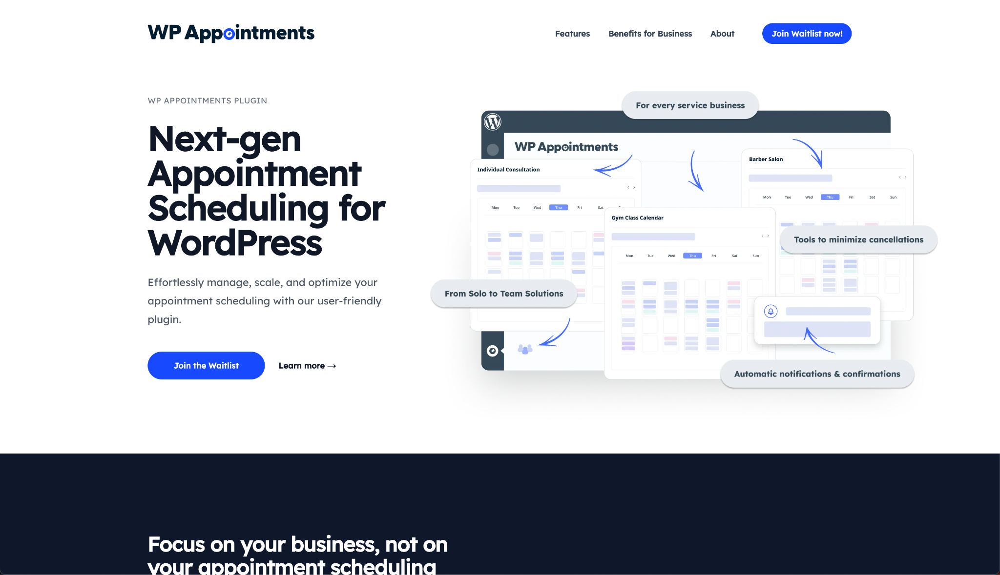 WP Appointments
Features
Benefits for Business
About
Join Waitlist now!
WP APPOINTMENTS PLUGIN
Next-gen
Appointment
Scheduling for
WordPress
Effortlessly manage, scale, and optimize your
appointment scheduling with our user-friendly
plugin.
Join the Waitlist
Learn more →
For every service business
WP Appointments
Individual Consultation
Mon Tue Wed Thu Fri Sat Sun
Barber Salon
Mon Tue Wed Thu Fri Sat Sun
Gym Class Calendar
Mon Tue Wed Thu Fri Sat Sun
Tools to minimize cancellations
From Solo to Team Solutions
Automatic notifications & confirmations
Focus on your business, not on
your appointment scheduling